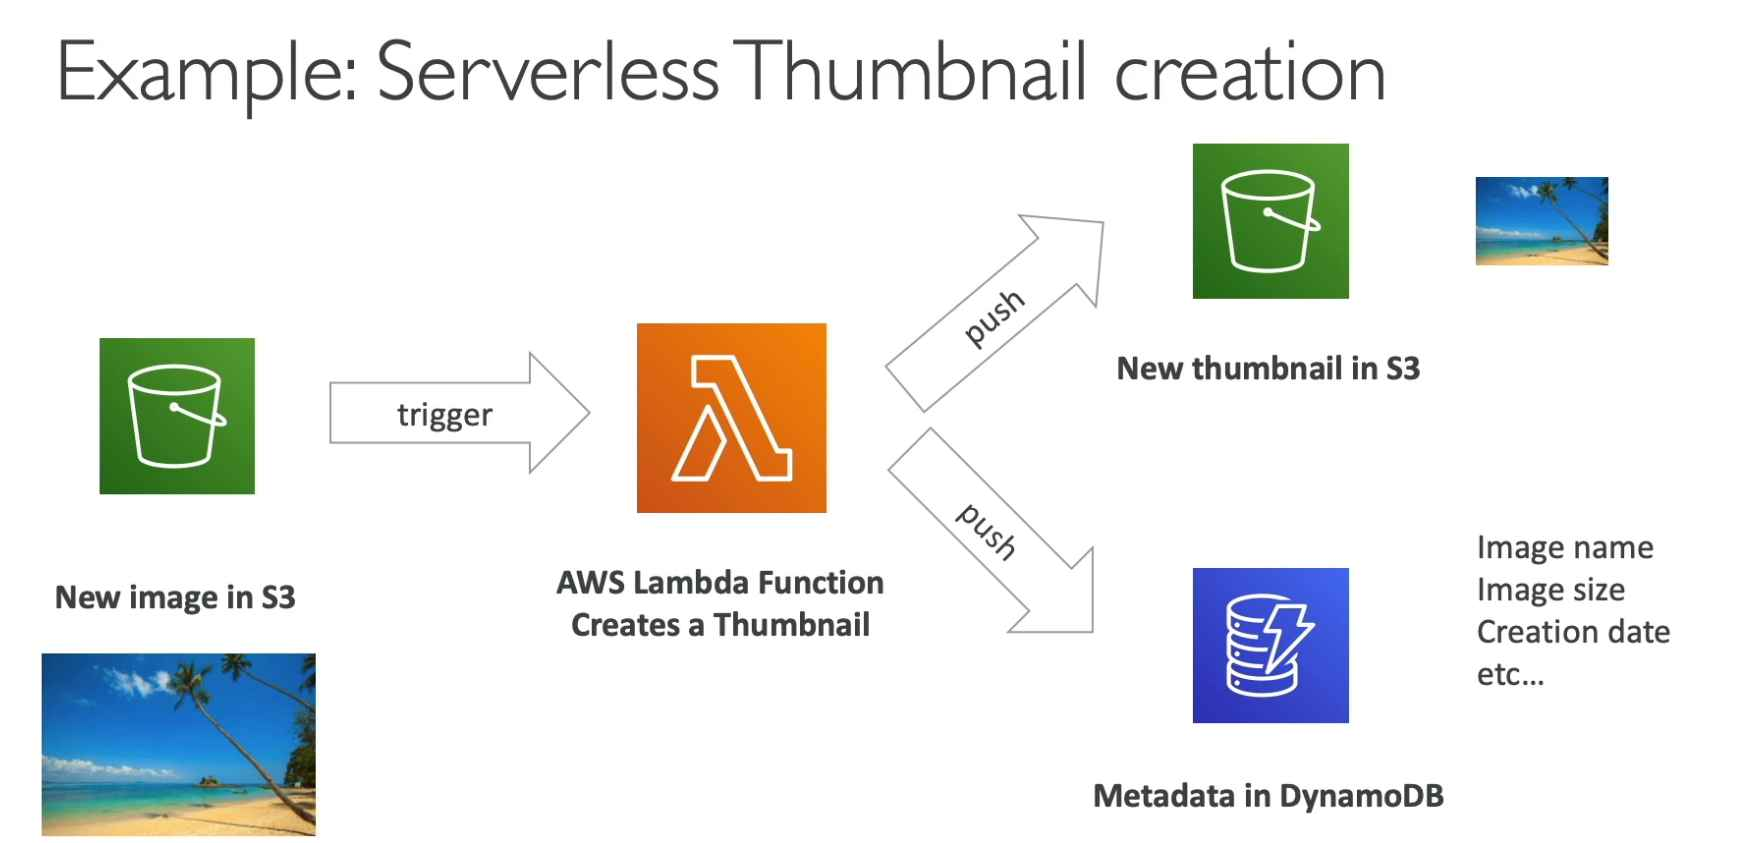 Example: Serverless Thumbnail creation
trigger
push
push
New image in S3
AWS Lambda Function
Creates a Thumbnail
New thumbnail in S3
Image name
Image size
Creation date
etc...
Metadata in DynamoDB